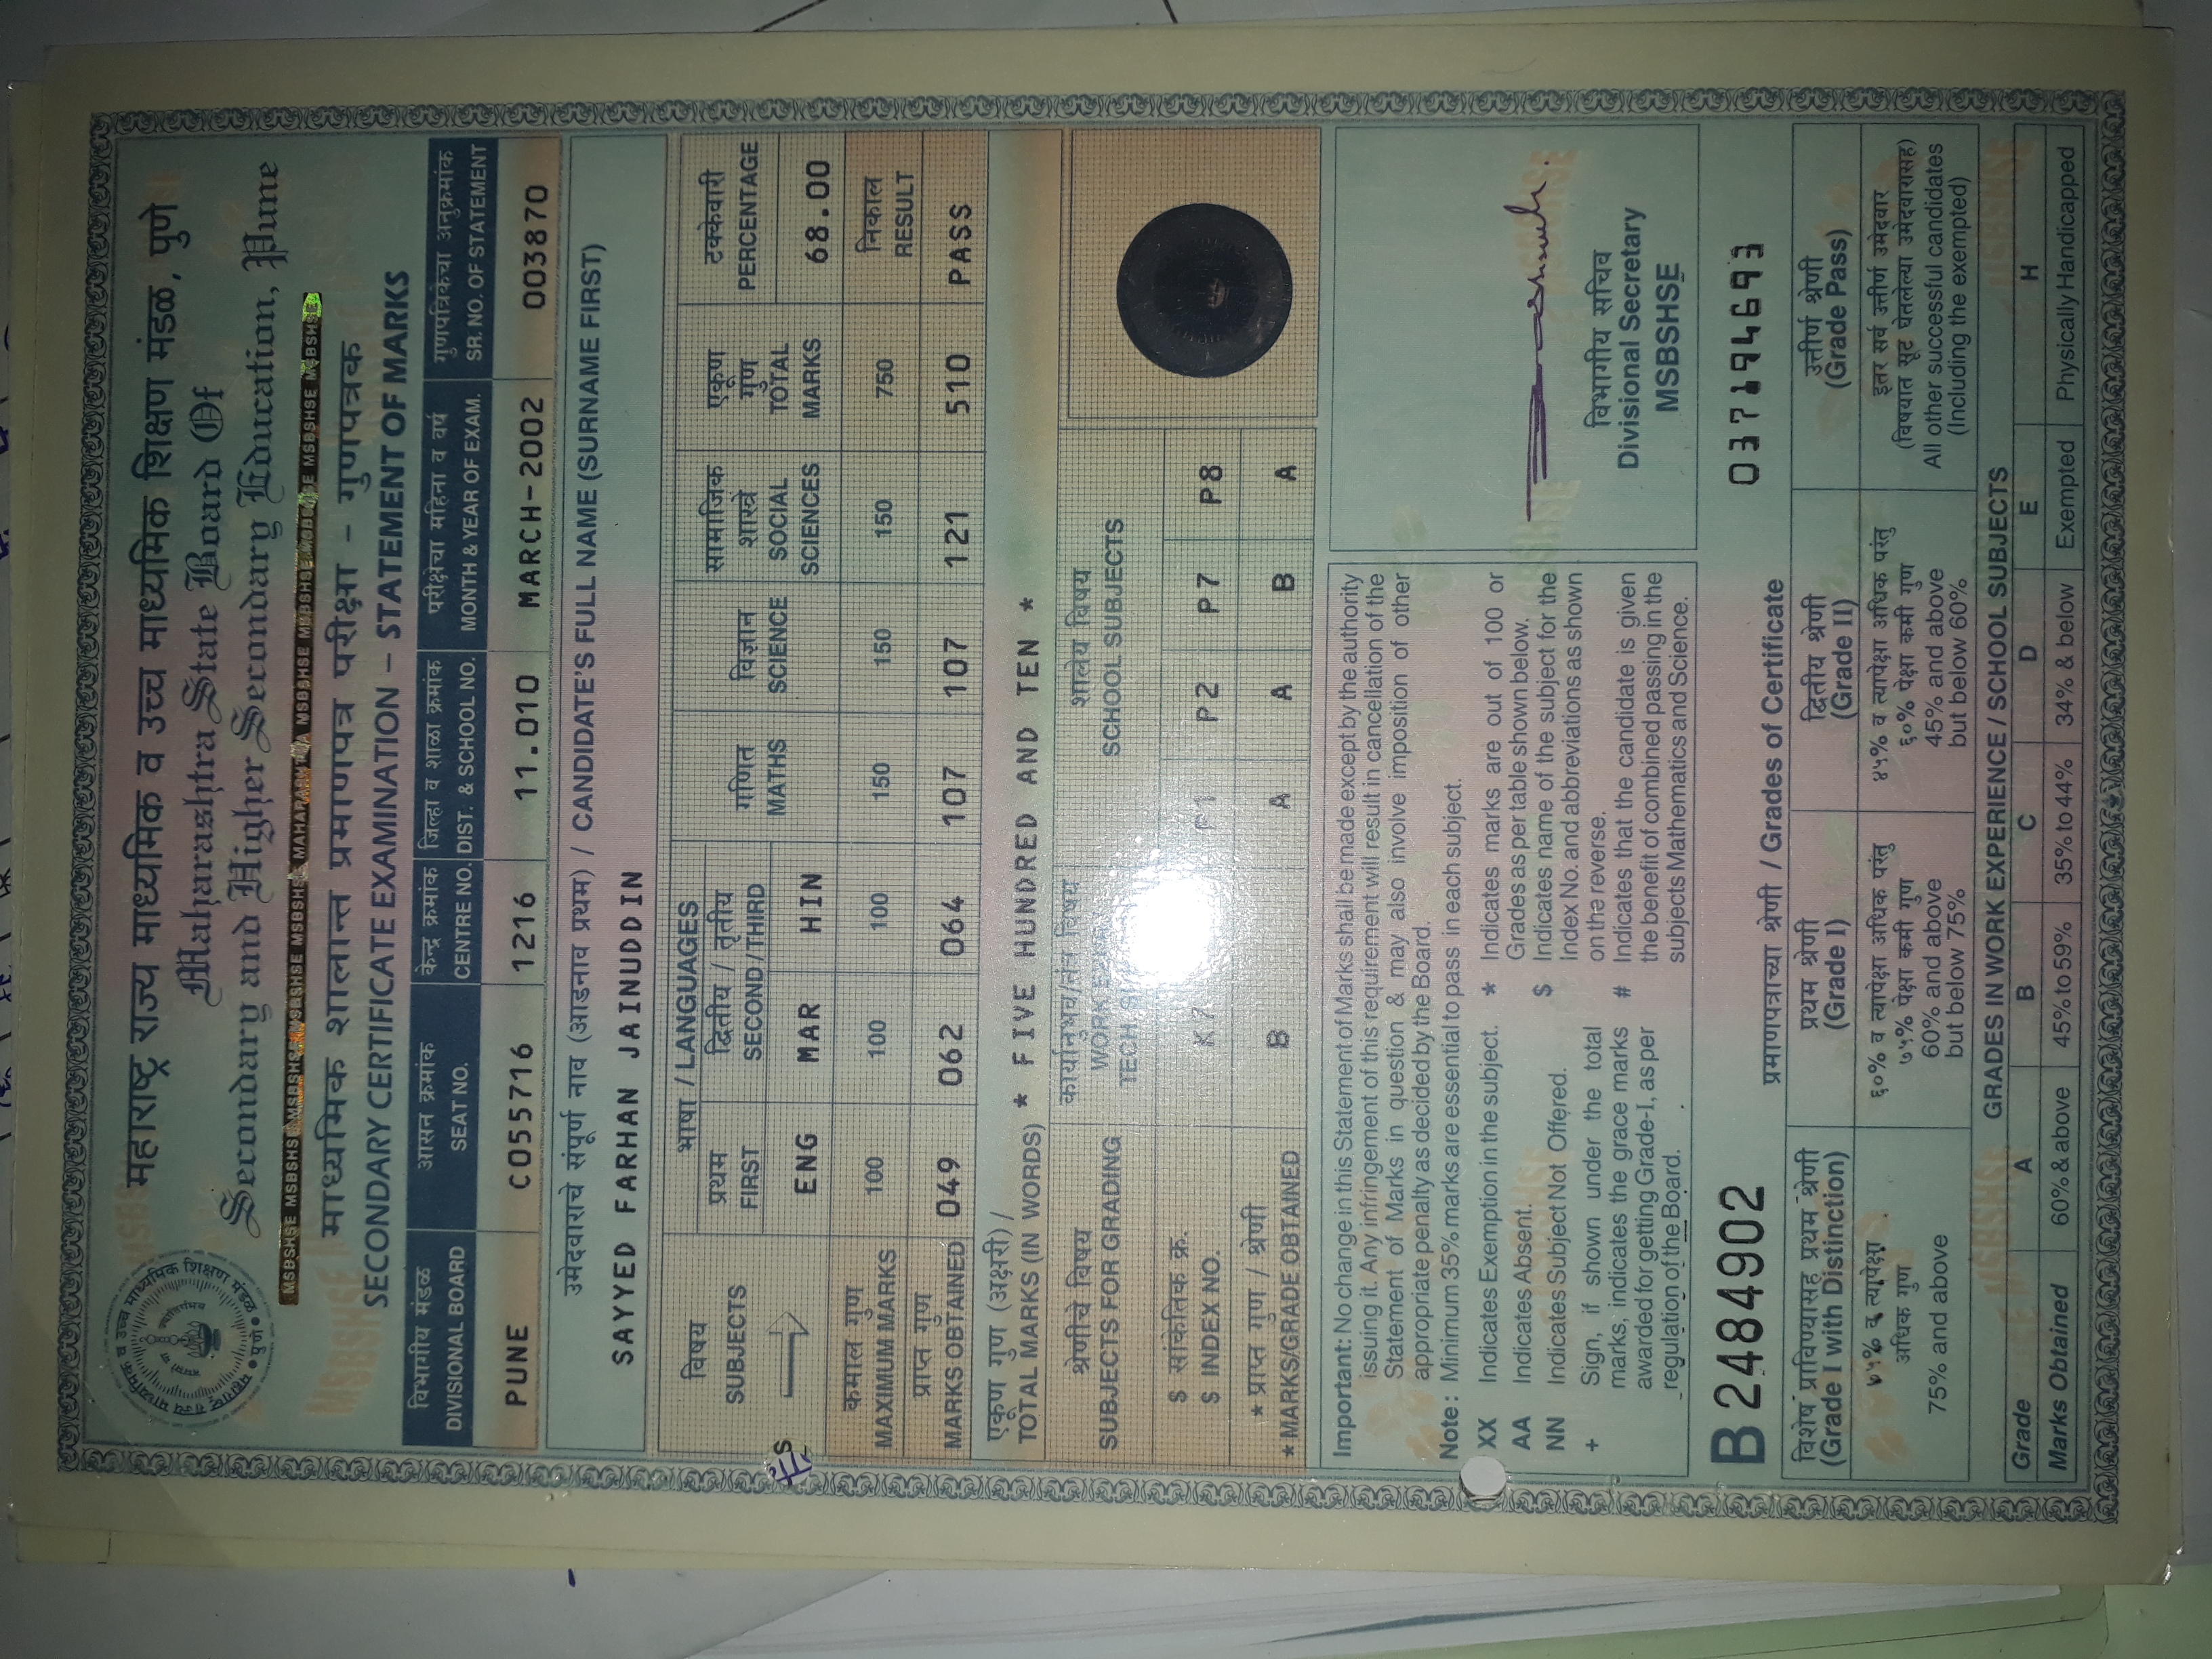 महाराष्ट्र राज्य माध्यमिक व उच्च माध्यमिक शिक्षण मंडळ, पुणे
Maharashtra State Board Of
Secondary and Higher Secondary Education, Pune
MSBSHSE MSBSHSE MSBSHSE MSBSHSE MSBSHSE MAHARASHTRA MSBSHSE MSBSHSE MSBSHSE MSBSHSE MSBSHSE
माध्यमिक शालान्त प्रमाणपत्र परीक्षा - गुणपत्रक
SECONDARY CERTIFICATE EXAMINATION – STATEMENT OF MARKS
विभागीय मंडळ आसन क्रमांक केन्द्र क्रमांक जिल्हा व शाळा क्रमांक परीक्षेचा महिना व वर्ष गुणपत्रिकेचा अनुक्रमांक
DIVISIONAL BOARD SEAT NO. CENTRE NO. DIST. & SCHOOL NO. MONTH & YEAR OF EXAM. SR. NO. OF STATEMENT
PUNE C055716 1216 11.010 MARCH-2002 003870
उमेदवाराचे संपूर्ण नाव (आडनाव प्रथम) / CANDIDATE'S FULL NAME (SURNAME FIRST)
SAYYED FARHAN JAINUDDIN
विषय
SUBJECTS
भाषा / LANGUAGES
प्रथम
FIRST
द्वितीय / तृतीय
SECOND / THIRD
ENG MAR HIN
गणित
MATHS
विज्ञान
SCIENCE
सामाजिक
शास्त्रे
SOCIAL
SCIENCES
एकूण
गुण
TOTAL
MARKS
टक्केवारी
PERCENTAGE
68.00
कमाल गुण
MAXIMUM MARKS 100 100 100 150 150 150 750
निकाल
RESULT
प्राप्त गुण
MARKS OBTAINED 049 062 064 107 107 121 510 PASS
एकूण गुण (अक्षरी) /
TOTAL MARKS (IN WORDS) * FIVE HUNDRED AND TEN *
श्रेणीचे विषय
SUBJECTS FOR GRADING
कार्यानुभव/तंत्र विषय
WORK
TECH.
शालेय विषय
SCHOOL SUBJECTS
$ सांकेतिक क्र.
$ INDEX NO. K7 P1 P2 P7 P8
* प्राप्त गुण / श्रेणी
* MARKS/GRADE OBTAINED B A A B A
Important: No change in this Statement of Marks shall be made except by the authority
issuing it. Any infringement of this requirement will result in cancellation of the
Statement of Marks in question & may also involve imposition of other
appropriate penalty as decided by the Board.
Note : Minimum 35% marks are essential to pass in each subject.
XX Indicates Exemption in the subject.
AA Indicates Absent.
NN Indicates Subject Not Offered.
+ Sign, if shown under the total
marks, indicates the grace marks
awarded for getting Grade-I, as per
regulation of the Board.
* Indicates marks are out of 100 or
Grades as per table shown below.
$ Indicates name of the subject for the
Index No. and abbreviations as shown
on the reverse.
# Indicates that the candidate is given
the benefit of combined passing in the
subjects Mathematics and Science.
विभागीय सचिव
Divisional Secretary
MSBSHSE
B 2484902
037194693
प्रमाणपत्राच्या श्रेणी / Grades of Certificate
विशेष प्राविण्यासह प्रथम श्रेणी
(Grade I with Distinction)
प्रथम श्रेणी
(Grade I)
द्वितीय श्रेणी
(Grade II)
उत्तीर्ण श्रेणी
(Grade Pass)
७५% व त्यापेक्षा
अधिक गुण
75% and above
६०% व त्यापेक्षा अधिक परंतु
७५% पेक्षा कमी गुण
60% and above
but below 75%
४५% व त्यापेक्षा अधिक परंतु
६०% पेक्षा कमी गुण
45% and above
but below 60%
इतर सर्व उत्तीर्ण उमेदवार
(विषयात सूट घेतलेल्या उमेदवारासह)
All other successful candidates
(Including the exempted)
GRADES IN WORK EXPERIENCE / SCHOOL SUBJECTS
Grade A B C D E H
Marks Obtained 60% & above 45% to 59% 35% to 44% 34% & below Exempted Physically Handicapped